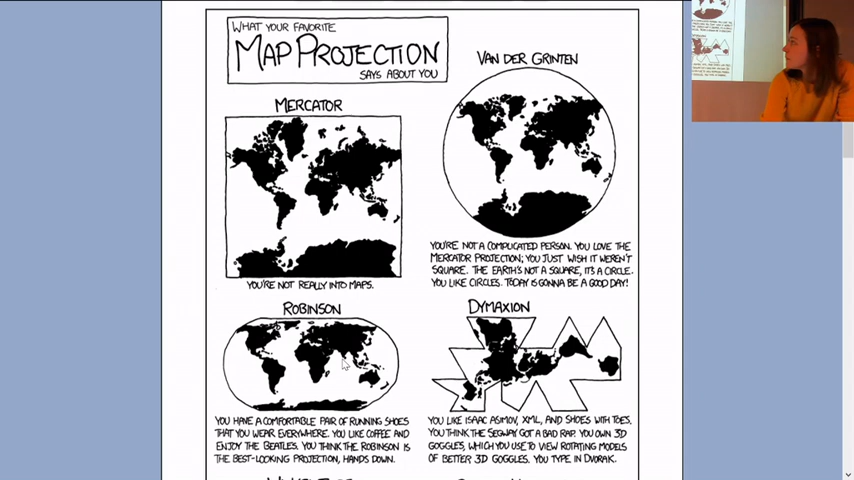 WHAT YOUR FAVORITE
MAP PROJECTION
SAYS ABOUT YOU
MERCATOR
YOU'RE NOT REALLY INTO MAPS.
VAN DER GRINTEN
YOU'RE NOT A COMPLICATED PERSON. YOU LOVE THE
MERCATOR PROJECTION; YOU JUST WISH IT WEREN'T
SQUARE. THE EARTH'S NOT A SQUARE, IT'S A CIRCLE.
YOU LIKE CIRCLES. TODAY IS GONNA BE A GOOD DAY!
ROBINSON
YOU HAVE A COMFORTABLE PAIR OF RUNNING SHOES
THAT YOU WEAR EVERYWHERE. YOU LIKE COFFEE AND
ENJOY THE BEATLES. YOU THINK THE ROBINSON IS
THE BEST-LOOKING PROJECTION, HANDS DOWN.
DYMAXION
YOU LIKE ISAAC ASIMOV, XML, AND SHOES WITH TOES.
YOU THINK THE SEGWAY GOT A BAD RAP. YOU OWN 3D
GOGGLES, WHICH YOU USE TO VIEW ROTATING MODELS
OF BETTER 3D GOGGLES. YOU TYPE IN DVORAK.